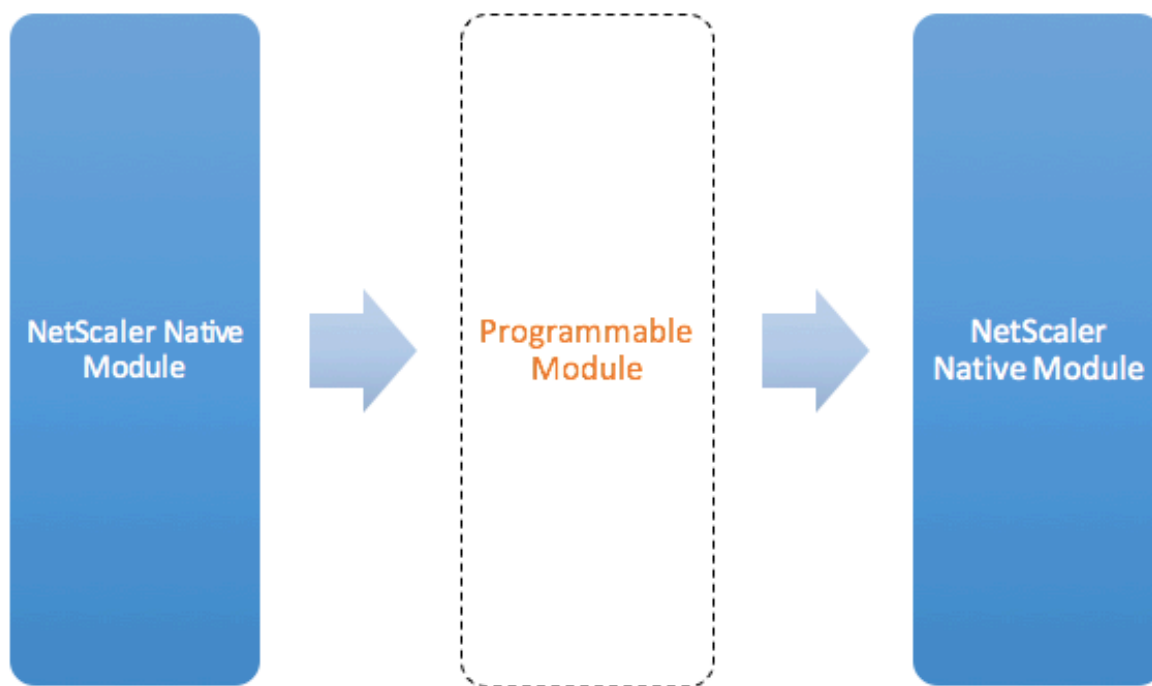 NetScaler Native
Module
Programmable
Module
NetScaler
Native Module